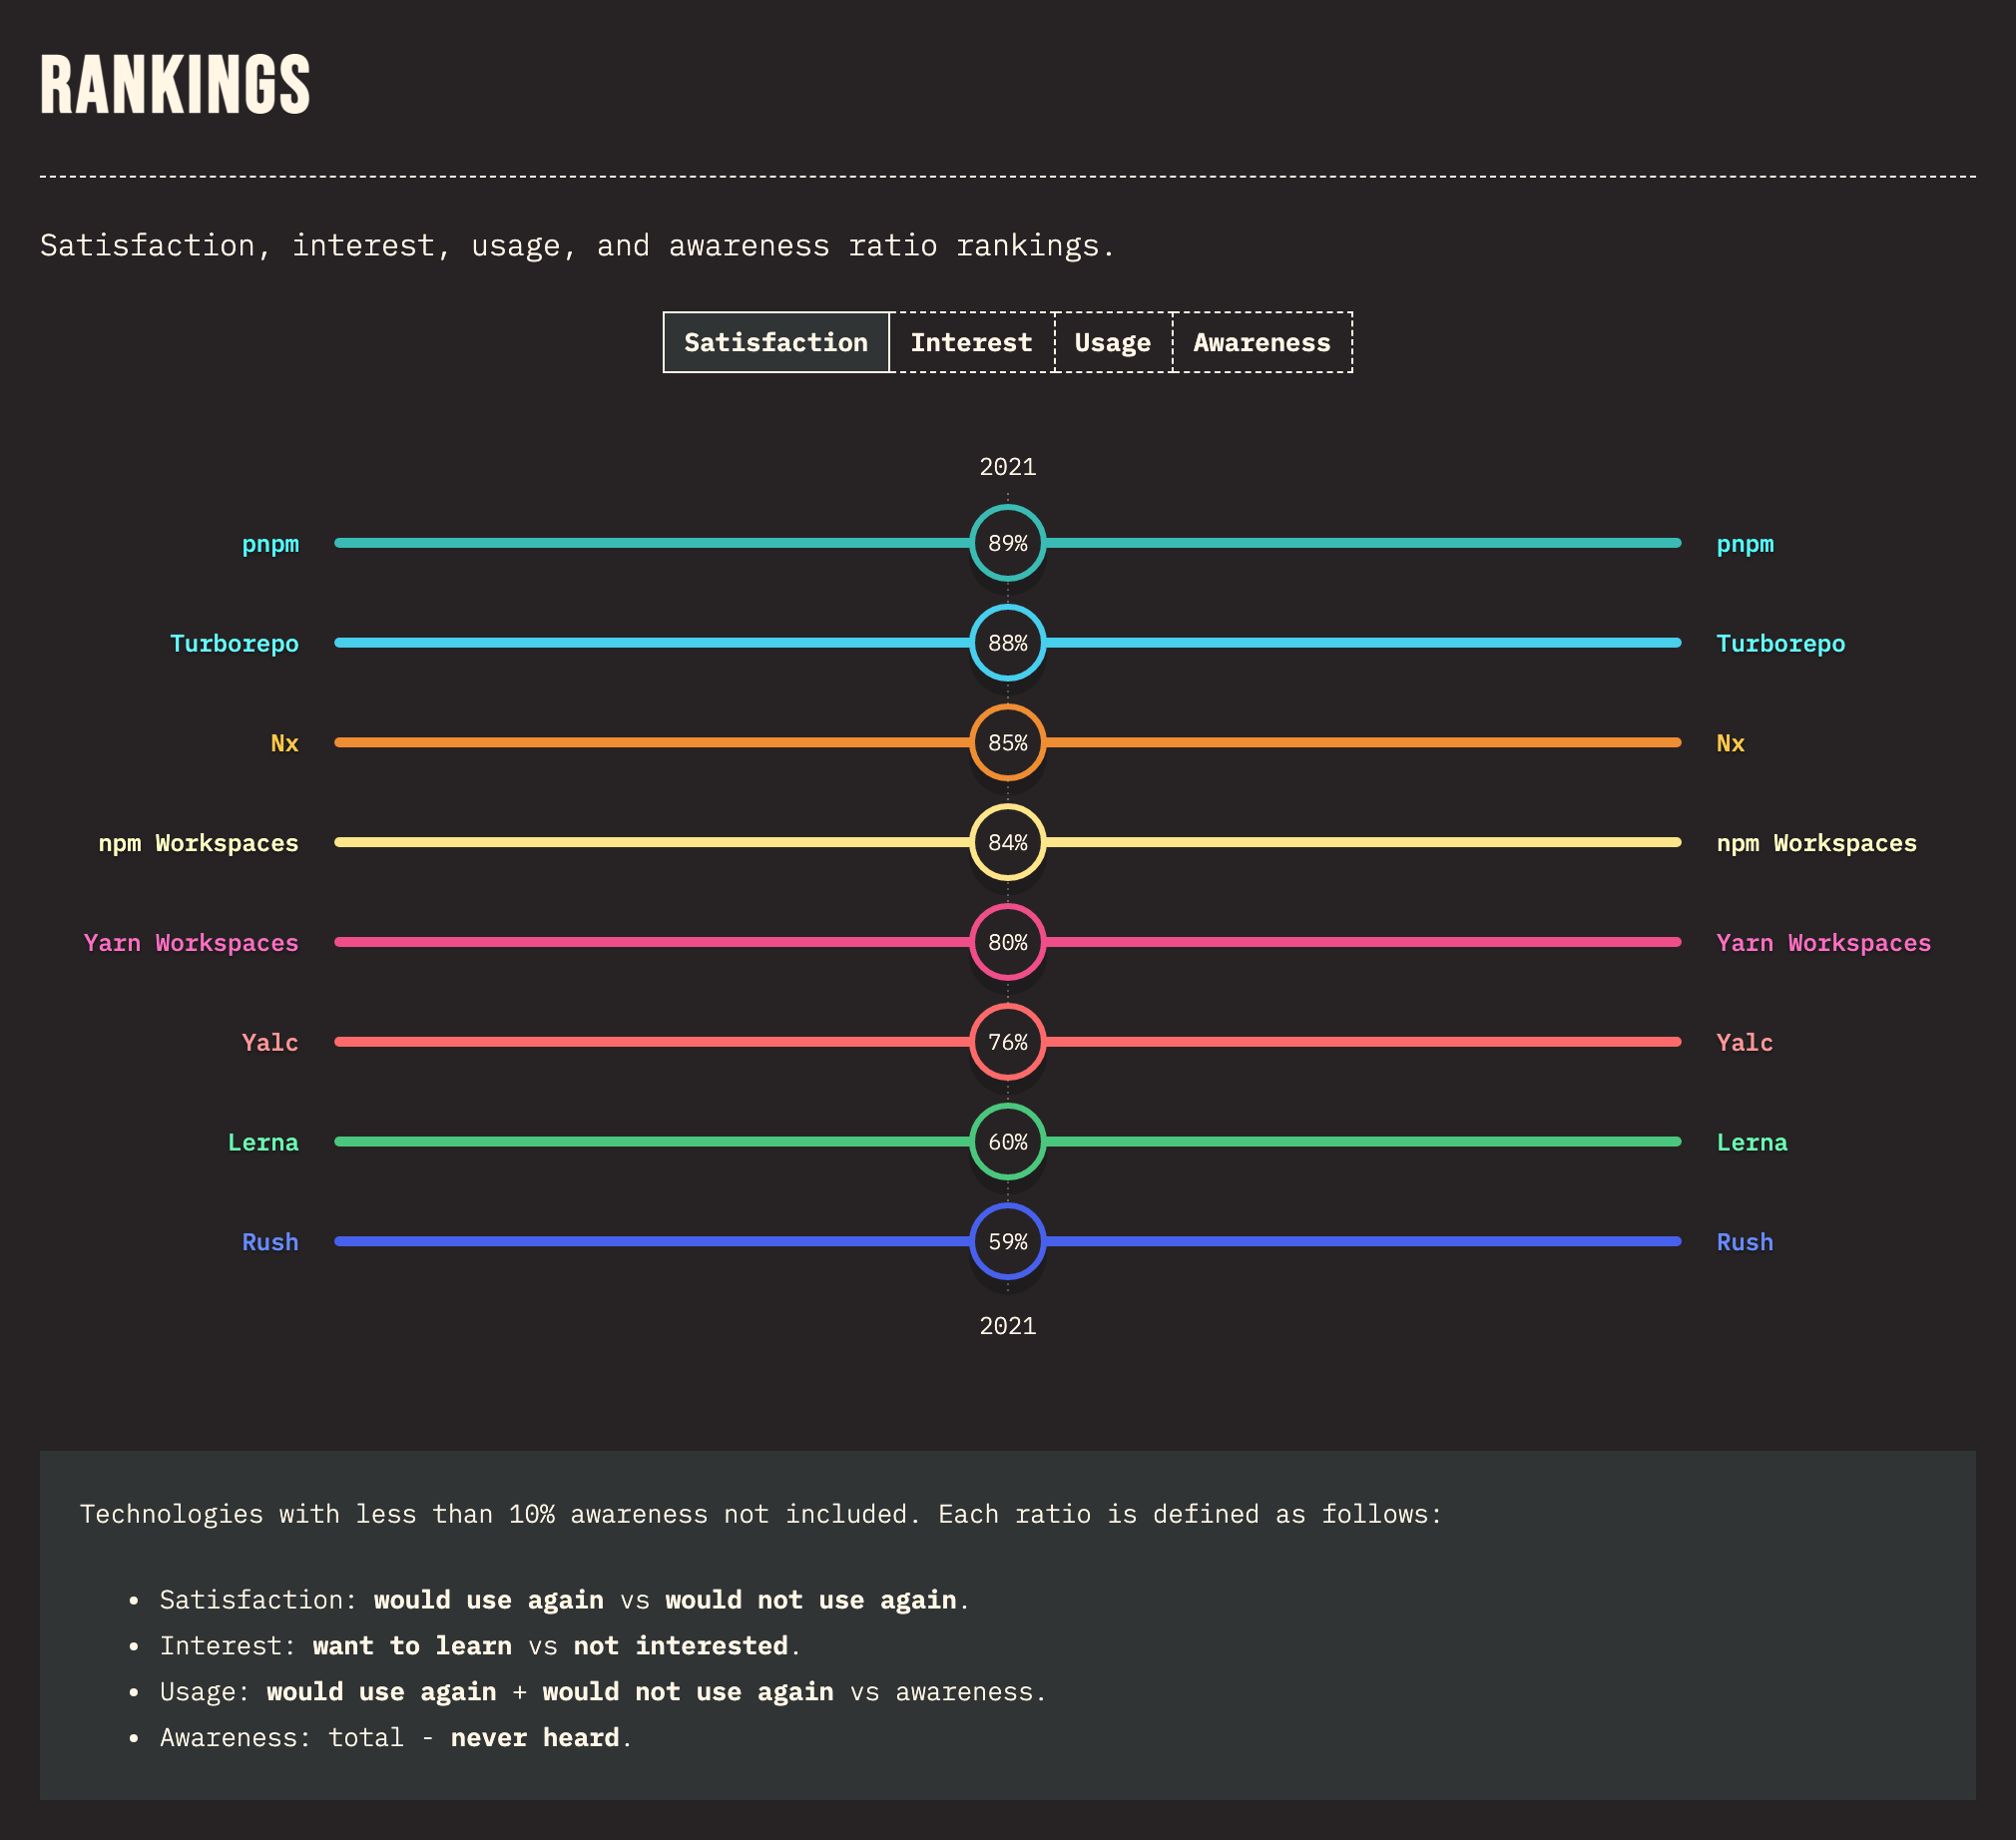 RANKINGS
Satisfaction, interest, usage, and awareness ratio rankings.
Satisfaction Interest Usage Awareness
2021
pnpm 89% pnpm
Turborepo 88% Turborepo
Nx 85% Nx
npm Workspaces 84% npm Workspaces
Yarn Workspaces 80% Yarn Workspaces
Yalc 76% Yalc
Lerna 60% Lerna
Rush 59% Rush
2021
Technologies with less than 10% awareness not included. Each ratio is defined as follows:
• Satisfaction: would use again vs would not use again.
• Interest: want to learn vs not interested.
• Usage: would use again + would not use again vs awareness.
• Awareness: total - never heard.